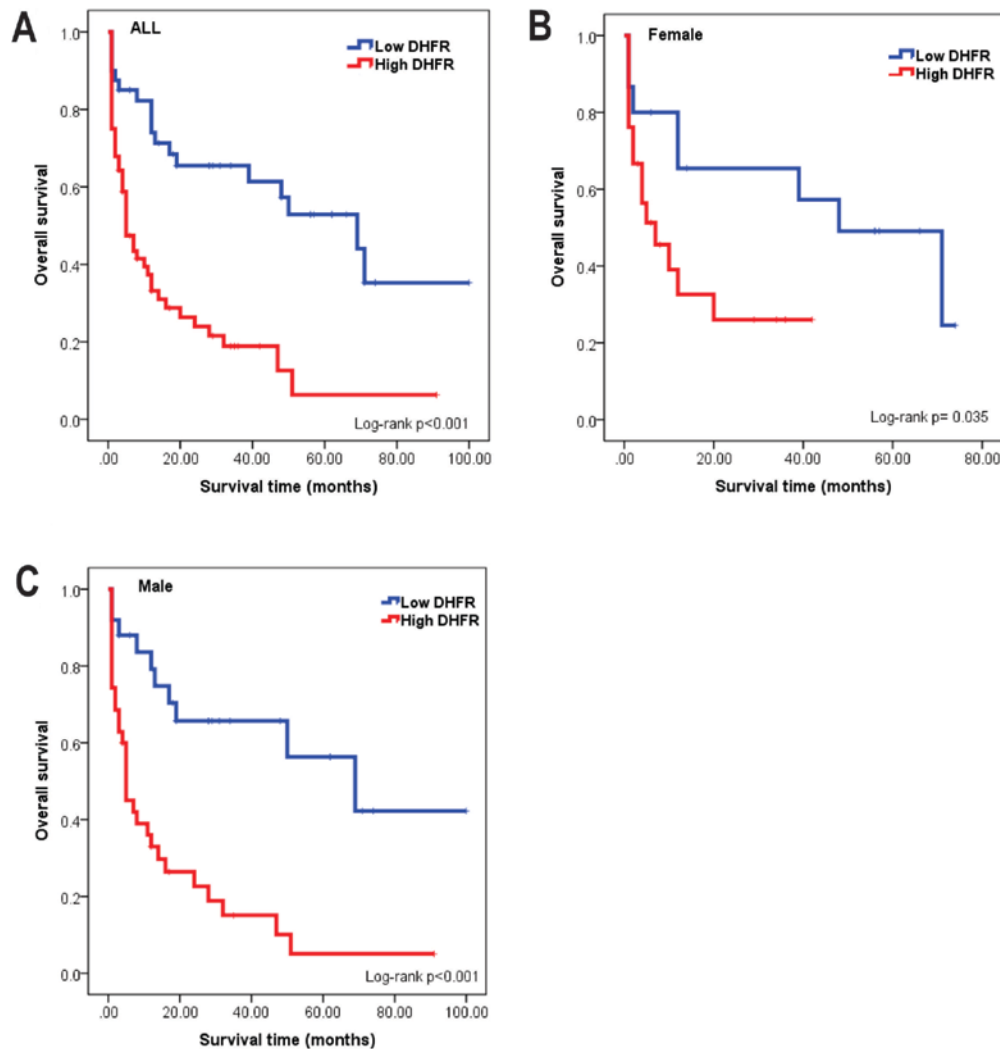 A
ALL
Low DHFR
High DHFR
Overall survival
1.0
0.8
0.6
0.4
0.2
0.0
Log-rank p<0.001
.00 20.00 40.00 60.00 80.00 100.00
Survival time (months)
B
Female
Low DHFR
High DHFR
Overall survival
1.0
0.8
0.6
0.4
0.2
0.0
Log-rank p= 0.035
.00 20.00 40.00 60.00 80.00
Survival time (months)
C
Male
Low DHFR
High DHFR
Overall survival
1.0
0.8
0.6
0.4
0.2
0.0
Log-rank p<0.001
.00 20.00 40.00 60.00 80.00 100.00
Survival time (months)